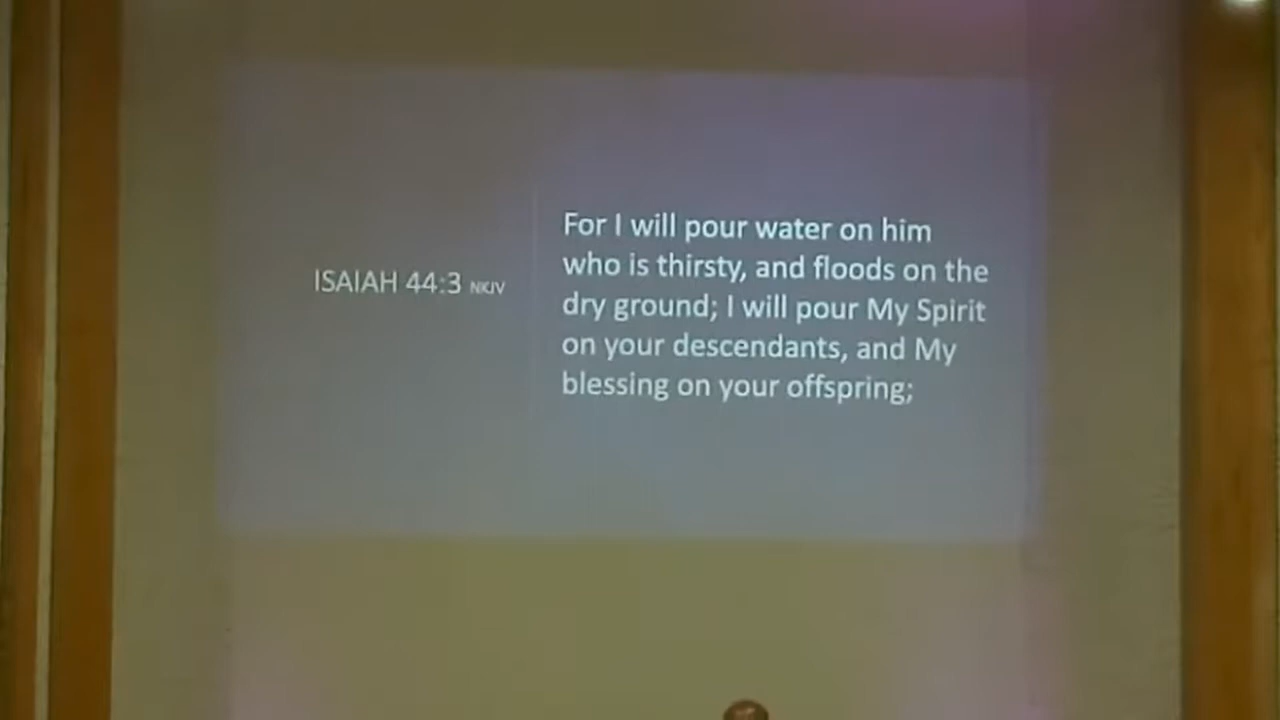 ISAIAH 44:3 NKJV
For I will pour water on him
who is thirsty, and floods on the
dry ground; I will pour My Spirit
on your descendants, and My
blessing on your offspring;